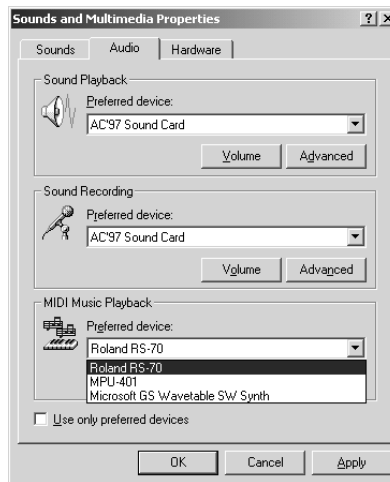 Sounds and Multimedia Properties
Sounds Audio Hardware
Sound Playback
Preferred device:
AC'97 Sound Card
Volume Advanced
Sound Recording
Preferred device:
AC'97 Sound Card
Volume Advanced
MIDI Music Playback
Preferred device:
Roland RS-70
Roland RS-70
MPU-401
Microsoft GS Wavetable SW Synth
Use only preferred devices
OK Cancel Apply